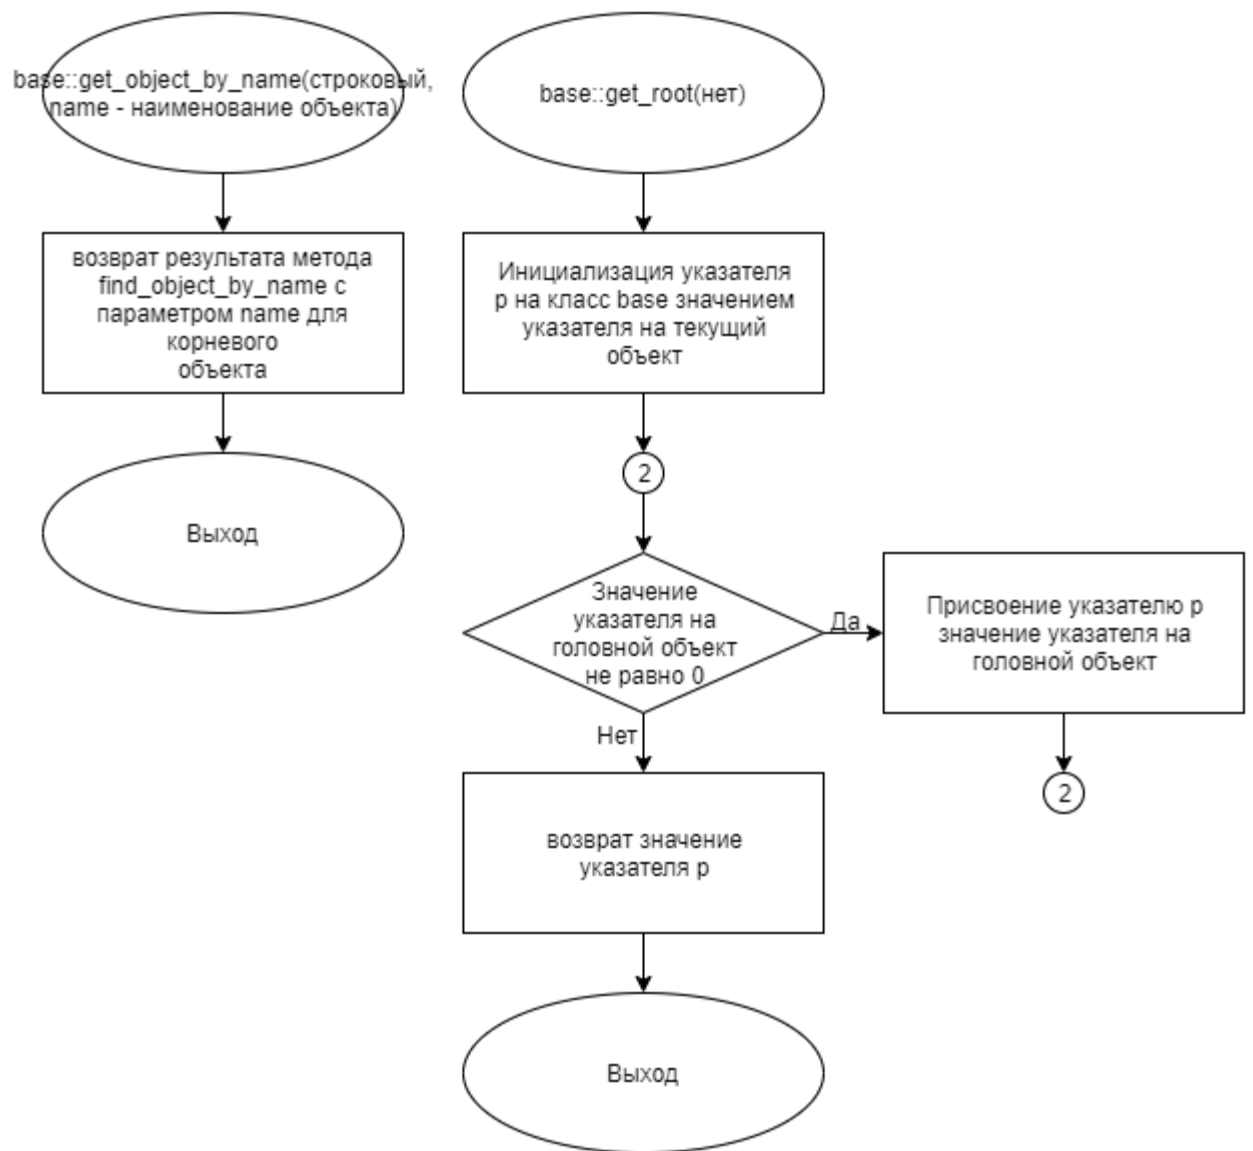 base::get_object_by_name(строковый,
name - наименование объекта)
возврат результата метода
find_object_by_name с
параметром name для
корневого
объекта
Выход
base::get_root(нет)
Инициализация указателя
p на класс base значением
указателя на текущий
объект
2
Значение
указателя на
головной объект
не равно 0
Да
Присвоение указателю p
значение указателя на
головной объект
2
Нет
возврат значение
указателя p
Выход